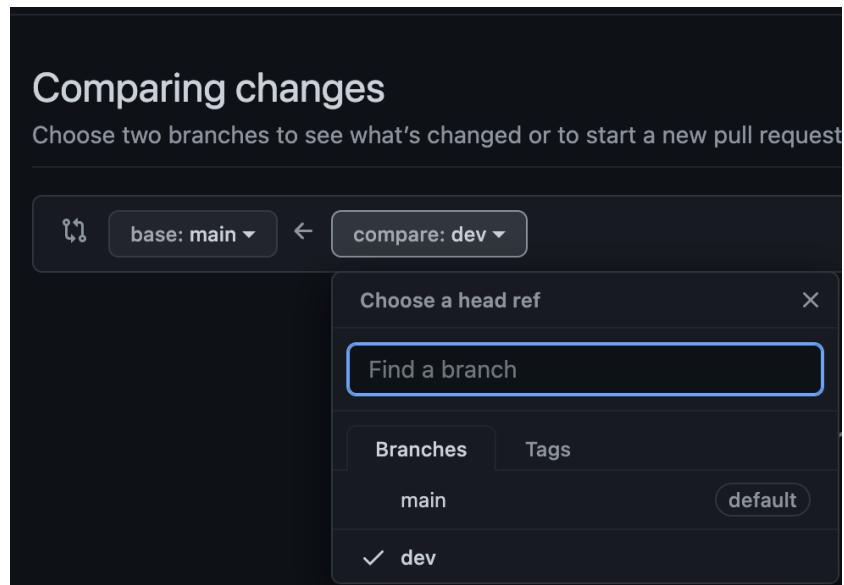 Comparing changes
Choose two branches to see what’s changed or to start a new pull request
base: main
compare: dev
Choose a head ref
Find a branch
Branches Tags
main default
dev